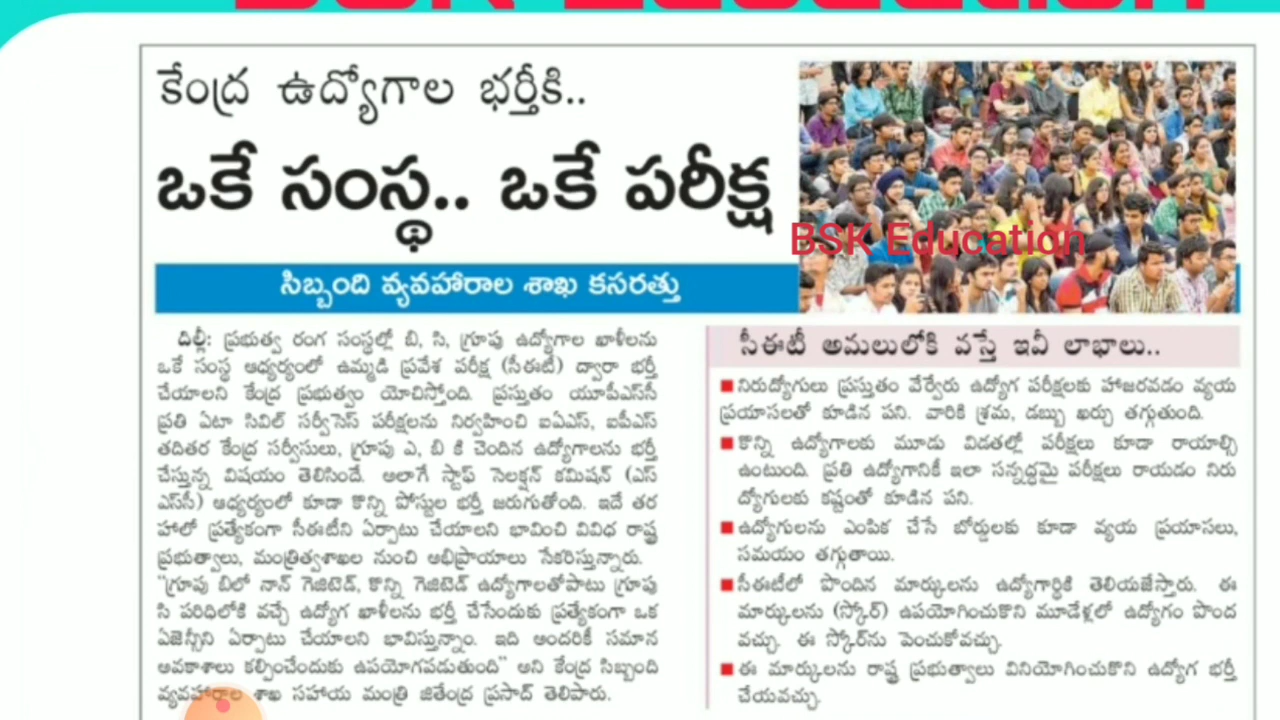 BSK Education
కేంద్ర ఉద్యోగాల భర్తీకి..
ఒకే సంస్థ.. ఒకే పరీక్ష
BSK Education
సిబ్బంది వ్యవహారాల శాఖ కసరత్తు
దిల్లీ: ప్రభుత్వ రంగ సంస్థల్లో బి, సి, గ్రూపు ఉద్యోగాల ఖాళీలను
ఒకే సంస్థ ఆధ్వర్యంలో ఉమ్మడి ప్రవేశ పరీక్ష (సీఈటీ) ద్వారా భర్తీ
చేయాలని కేంద్ర ప్రభుత్వం యోచిస్తోంది. ప్రస్తుతం యూపీఎస్‌సీ
ప్రతి ఏటా సివిల్ సర్వీసెస్ పరీక్షలను నిర్వహించి ఐఏఎస్, ఐపీఎస్
తదితర కేంద్ర సర్వీసులు, గ్రూపు ఎ, బి కి చెందిన ఉద్యోగాలను భర్తీ
చేస్తున్న విషయం తెలిసిందే. అలాగే స్టాఫ్ సెలక్షన్ కమిషన్ (ఎస్
ఎస్‌సీ) ఆధ్వర్యంలో కూడా కొన్ని పోస్టుల భర్తీ జరుగుతోంది. ఇదే తర
హాలో ప్రత్యేకంగా సీఈటీని ఏర్పాటు చేయాలని భావించి వివిధ రాష్ట్ర
ప్రభుత్వాలు, మంత్రిత్వశాఖల నుంచి అభిప్రాయాలు సేకరిస్తున్నారు.
"గ్రూపు బిలో నాన్ గెజిటెడ్, కొన్ని గెజిటెడ్ ఉద్యోగాలతోపాటు గ్రూపు
సి పరిధిలోకి వచ్చే ఉద్యోగ ఖాళీలను భర్తీ చేసేందుకు ప్రత్యేకంగా ఒక
ఏజెన్సీని ఏర్పాటు చేయాలని భావిస్తున్నాం. ఇది అందరికీ సమాన
అవకాశాలు కల్పించేందుకు ఉపయోగపడుతుంది" అని కేంద్ర సిబ్బంది
వ్యవహారాల శాఖ సహాయ మంత్రి జితేంద్ర ప్రసాద్ తెలిపారు.
సీఈటీ అమలులోకి వస్తే ఇవీ లాభాలు..
నిరుద్యోగులు ప్రస్తుతం వేర్వేరు ఉద్యోగ పరీక్షలకు హాజరవడం వ్యయ
ప్రయాసలతో కూడిన పని. వారికి శ్రమ, డబ్బు ఖర్చు తగ్గుతుంది.
కొన్ని ఉద్యోగాలకు మూడు విడతల్లో పరీక్షలు కూడా రాయాల్సి
ఉంటుంది. ప్రతి ఉద్యోగానికీ ఇలా సన్నద్ధమై పరీక్షలు రాయడం నిరు
ద్యోగులకు కష్టంతో కూడిన పని.
ఉద్యోగులను ఎంపిక చేసే బోర్డులకు కూడా వ్యయ ప్రయాసలు,
సమయం తగ్గుతాయి.
సీఈటీలో పొందిన మార్కులను ఉద్యోగార్థికి తెలియజేస్తారు. ఈ
మార్కులను (స్కోర్) ఉపయోగించుకొని మూడేళ్లలో ఉద్యోగం పొంద
వచ్చు. ఈ స్కోర్‌ను పెంచుకోవచ్చు.
ఈ మార్కులను రాష్ట్ర ప్రభుత్వాలు వినియోగించుకొని ఉద్యోగ భర్తీ
చేయవచ్చు.